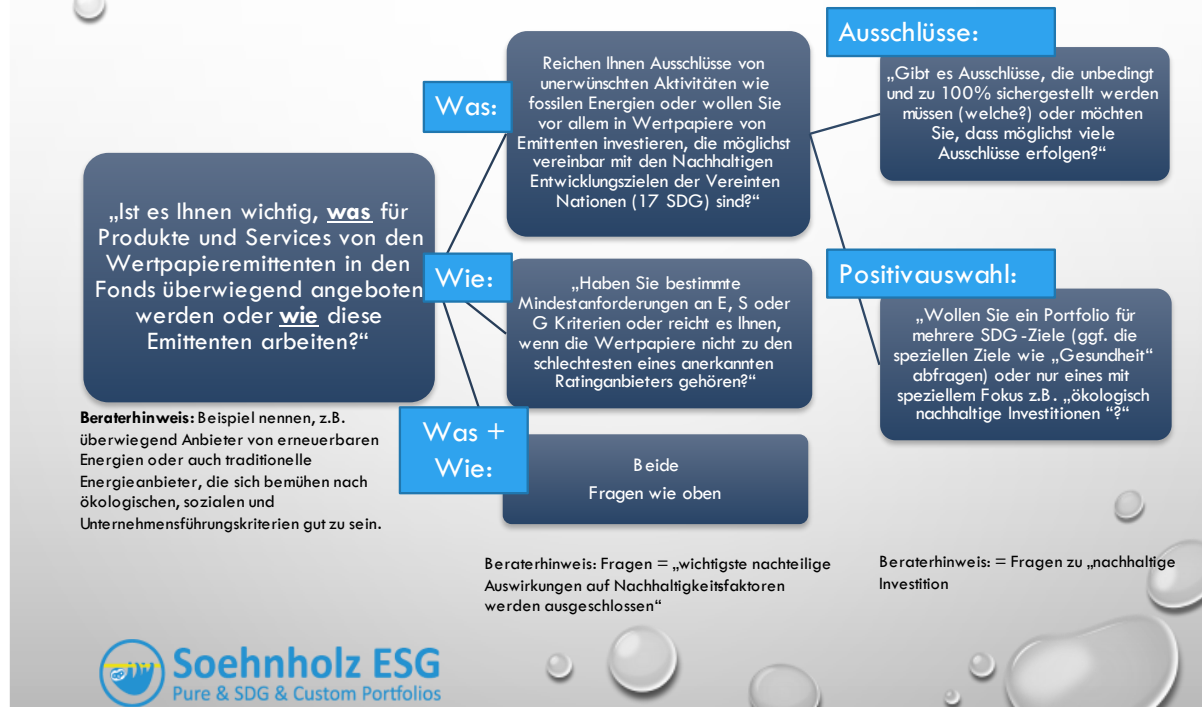 „Ist es Ihnen wichtig, was für
Produkte und Services von den
Wertpapieremittenten in den
Fonds überwiegend angeboten
werden oder wie diese
Emittenten arbeiten?“
Beraterhinweis: Beispiel nennen, z.B.
überwiegend Anbieter von erneuerbaren
Energien oder auch traditionelle
Energieanbieter, die sich bemühen nach
ökologischen, sozialen und
Unternehmensführungskriterien gut zu sein.
Was:
Reichen Ihnen Ausschlüsse von
unerwünschten Aktivitäten wie
fossilen Energien oder wollen Sie
vor allem in Wertpapiere von
Emittenten investieren, die möglichst
vereinbar mit den Nachhaltigen
Entwicklungszielen der Vereinten
Nationen (17 SDG) sind?“
Wie:
„Haben Sie bestimmte
Mindestanforderungen an E, S oder
G Kriterien oder reicht es Ihnen,
wenn die Wertpapiere nicht zu den
schlechtesten eines anerkannten
Ratinganbieters gehören?“
Was +
Wie:
Beide
Fragen wie oben
Beraterhinweis: Fragen = „wichtigste nachteilige
Auswirkungen auf Nachhaltigkeitsfaktoren
werden ausgeschlossen“
Ausschlüsse:
„Gibt es Ausschlüsse, die unbedingt
und zu 100% sichergestellt werden
müssen (welche?) oder möchten
Sie, dass möglichst viele
Ausschlüsse erfolgen?“
Positivauswahl:
„Wollen Sie ein Portfolio für
mehrere SDG -Ziele (ggf. die
speziellen Ziele wie „Gesundheit“
abfragen) oder nur eines mit
speziellem Fokus z.B. „ökologisch
nachhaltige Investitionen “?“
Beraterhinweis: = Fragen zu „nachhaltige
Investition
Soehnholz ESG
Pure & SDG & Custom Portfolios